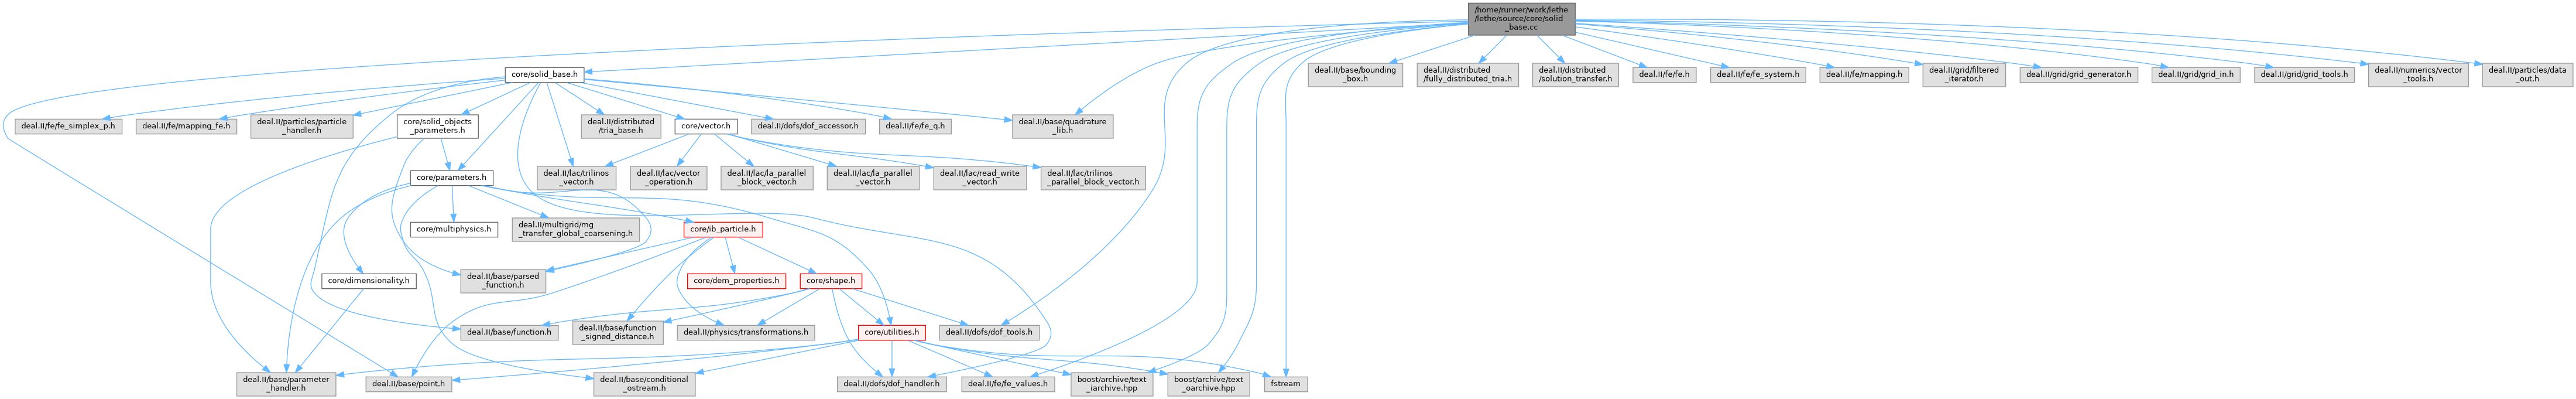 /home/runner/work/lethe
/lethe/source/core/solid
_base.cc
core/solid_base.h
deal.II/base/bounding
_box.h
deal.II/distributed
/fully_distributed_tria.h
deal.II/distributed
/solution_transfer.h
deal.II/fe/fe.h
deal.II/fe/fe_system.h
deal.II/fe/mapping.h
deal.II/grid/filtered
_iterator.h
deal.II/grid/grid_generator.h
deal.II/grid/grid_in.h
deal.II/grid/grid_tools.h
deal.II/numerics/vector
_tools.h
deal.II/particles/data
_out.h
deal.II/fe/fe_simplex_p.h
deal.II/fe/mapping_fe.h
deal.II/particles/particle
_handler.h
core/solid_objects
_parameters.h
deal.II/distributed
/tria_base.h
core/vector.h
deal.II/dofs/dof_accessor.h
deal.II/fe/fe_q.h
deal.II/base/quadrature
_lib.h
core/parameters.h
deal.II/lac/trilinos
_vector.h
deal.II/lac/vector
_operation.h
deal.II/lac/la_parallel
_block_vector.h
deal.II/lac/la_parallel
_vector.h
deal.II/lac/read_write
_vector.h
deal.II/lac/trilinos
_parallel_block_vector.h
core/multiphysics.h
deal.II/multigrid/mg
_transfer_global_coarsening.h
core/ib_particle.h
core/dimensionality.h
deal.II/base/parsed
_function.h
core/dem_properties.h
core/shape.h
deal.II/base/function.h
deal.II/base/function
_signed_distance.h
deal.II/physics/transformations.h
core/utilities.h
deal.II/dofs/dof_tools.h
deal.II/base/parameter
_handler.h
deal.II/base/point.h
deal.II/base/conditional
_ostream.h
deal.II/dofs/dof_handler.h
deal.II/fe/fe_values.h
boost/archive/text
_iarchive.hpp
boost/archive/text
_oarchive.hpp
fstream